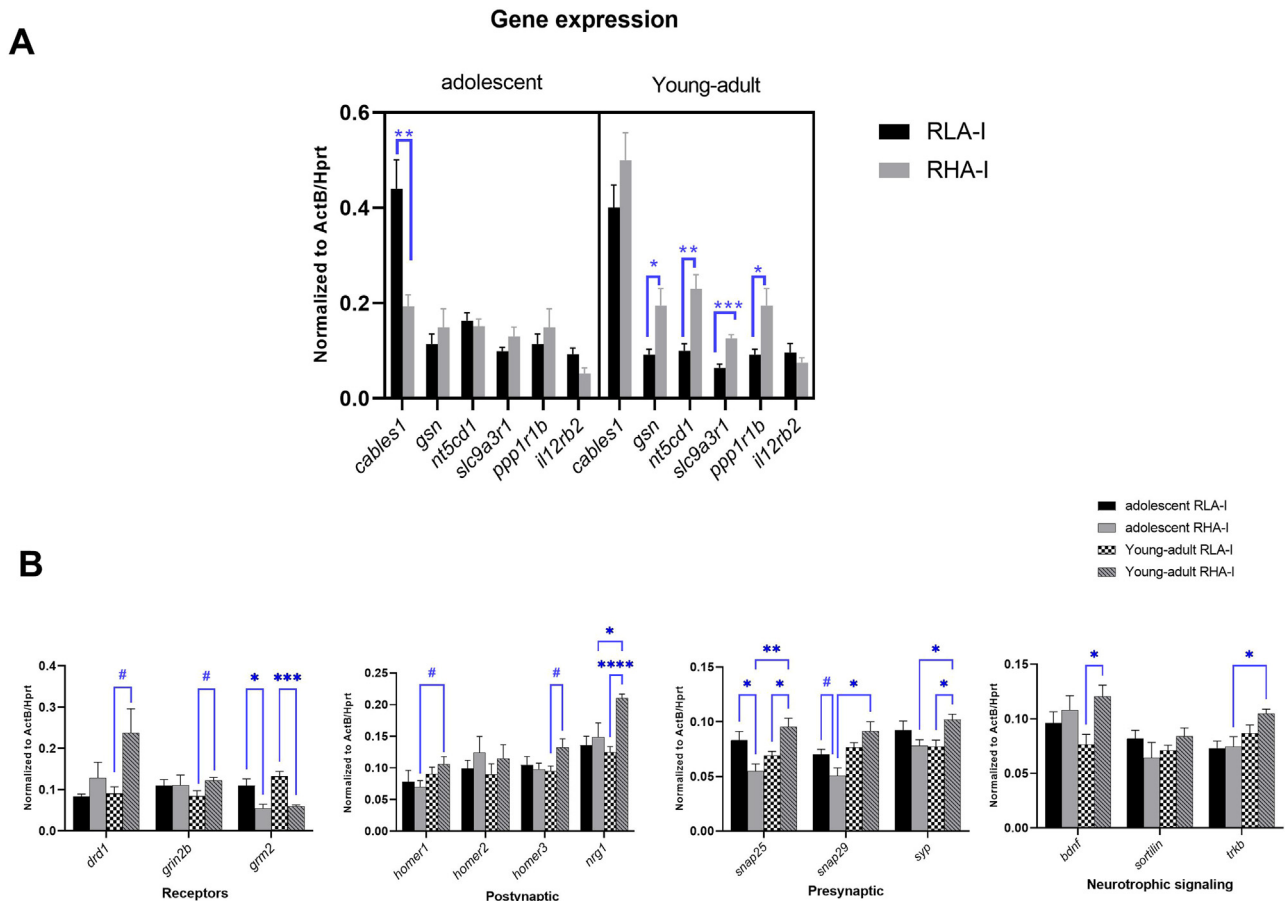 Gene expression
A
adolescent
Young-adult
RLA-I
RHA-I
Normalized to ActB/Hprt
0.6
0.4
0.2
0.0
**
*
**
***
*
cables1
gsn
nt5cd1
slc9a3r1
ppp1r1b
il12rb2
cables1
gsn
nt5cd1
slc9a3r1
ppp1r1b
il12rb2
adolescent RLA-I
adolescent RHA-I
Young-adult RLA-I
Young-adult RHA-I
B
Normalized to ActB/Hprt
0.4
0.3
0.2
0.1
0.0
#
#
*
***
drd1
grin2b
grm2
Receptors
Normalized to ActB/Hprt
0.25
0.20
0.15
0.10
0.05
0.00
#
#
*
****
homer1
homer2
homer3
nrg1
Postynaptic
Normalized to ActB/Hprt
0.15
0.10
0.05
0.00
*
**
*
#
*
*
*
snap25
snap29
syp
Presynaptic
Normalized to ActB/Hprt
0.15
0.10
0.05
0.00
*
*
bdnf
sortilin
trkb
Neurotrophic signaling